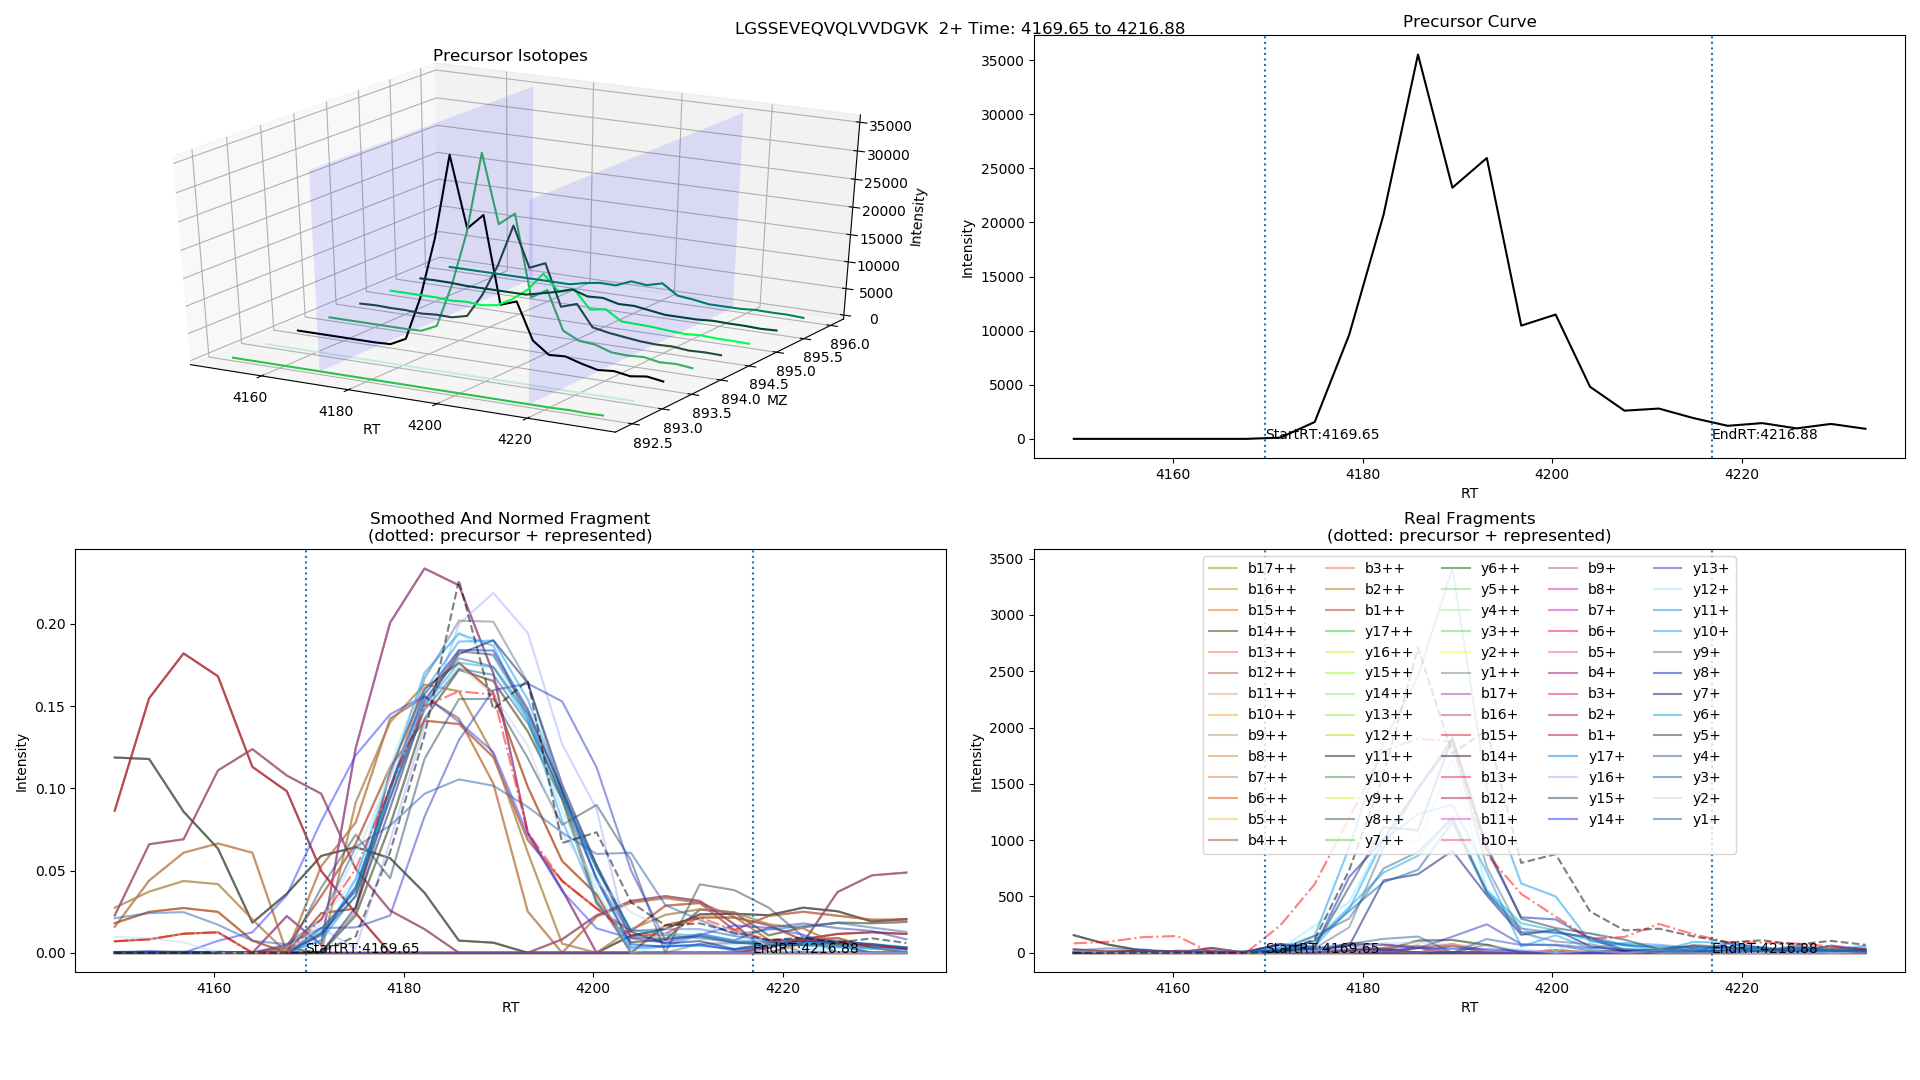 LGSSEVEQVQLVVDGVK  2+ Time: 4169.65 to 4216.88
Precursor Isotopes
35000
30000
25000
20000
15000
10000
5000
0
Intensity
4160
4180
4200
4220
RT
892.5
893.0
893.5
894.0
894.5
895.0
895.5
896.0
MZ
Precursor Curve
35000
30000
25000
20000
15000
10000
5000
0
Intensity
StartRT:4169.65
EndRT:4216.88
4160
4180
4200
4220
RT
Smoothed And Normed Fragment
(dotted: precursor + represented)
0.20
0.15
0.10
0.05
0.00
Intensity
StartRT:4169.65
EndRT:4216.88
4160
4180
4200
4220
RT
Real Fragments
(dotted: precursor + represented)
3500
3000
2500
2000
1500
1000
500
0
Intensity
b17++
b16++
b15++
b14++
b13++
b12++
b11++
b10++
b9++
b8++
b7++
b6++
b5++
b4++
b3++
b2++
b1++
y17++
y16++
y15++
y14++
y13++
y12++
y11++
y10++
y9++
y8++
y7++
y6++
y5++
y4++
y3++
y2++
y1++
b17+
b16+
b15+
b14+
b13+
b12+
b11+
b10+
b9+
b8+
b7+
b6+
b5+
b4+
b3+
b2+
b1+
y17+
y16+
y15+
y14+
y13+
y12+
y11+
y10+
y9+
y8+
y7+
y6+
y5+
y4+
y3+
y2+
y1+
StartRT:4169.65
EndRT:4216.88
4160
4180
4200
4220
RT